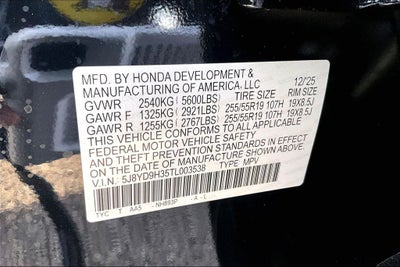 MFD. BY HONDA DEVELOPMENT &
MANUFACTURING OF AMERICA, LLC 12/25
GVWR 2540KG (5600LBS) TIRE SIZE RIM SIZE
GAWR F 1325KG (2921LBS) 255/55R19 107H 19X8.5J
GAWR R 1255KG (2767LBS) 255/55R19 107H 19X8.5J
THIS VEHICLE CONFORMS TO ALL APPLICABLE
FEDERAL MOTOR VEHICLE SAFETY
AND THEFT PREVENTION STANDARDS IN EFFECT
ON THE DATE OF MANUFACTURE SHOWN ABOVE.
V.I.N. 5J8YD9H35TL003538 TYPE MPV
TYC T AA5 NH893P - A - L